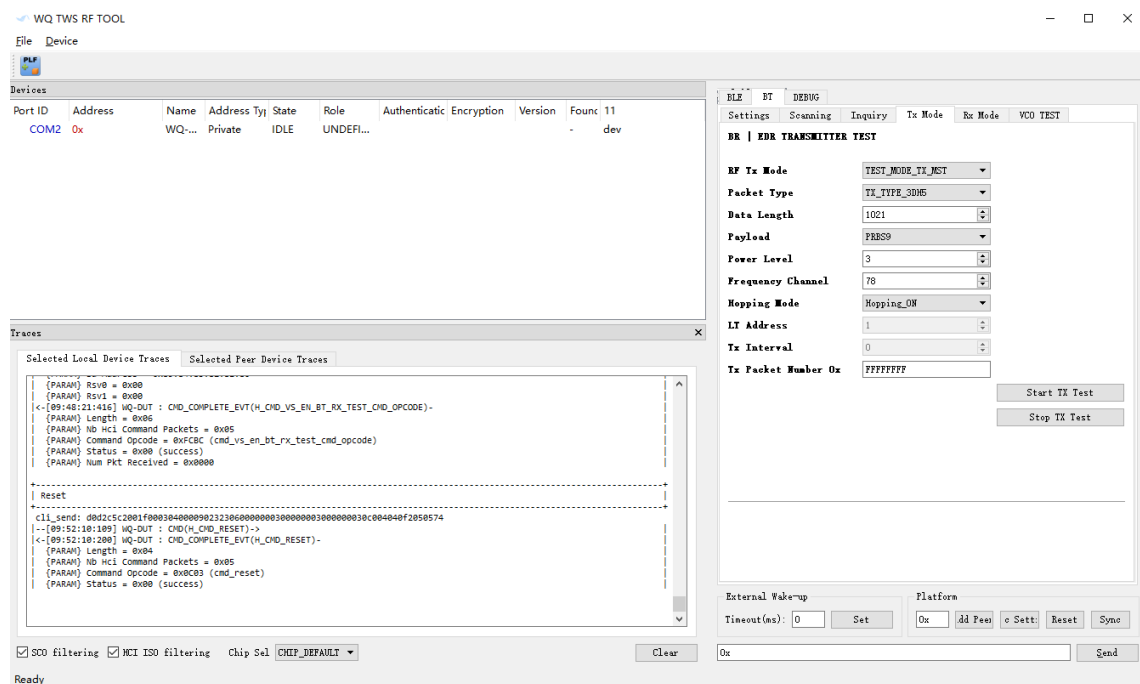 WQ TWS RF TOOL
File Device
PLF
Devices
Port ID Address Name Address Typ State Role Authenticatic Encryption Version Found 11
COM2 0x WQ-... Private IDLE UNDEFI... - dev
Traces
Selected Local Device Traces Selected Peer Device Traces
{PARAM} Rsv0 = 0x00
{PARAM} Rsv1 = 0x00
|<-[09:48:21:416] WQ-DUT : CMD_COMPLETE_EVT(H_CMD_VS_EN_BT_RX_TEST_CMD_OPCODE)-
{PARAM} Length = 0x06
{PARAM} Nb Hci Command Packets = 0x05
{PARAM} Command Opcode = 0xFCBC (cmd_vs_en_bt_rx_test_cmd_opcode)
{PARAM} Status = 0x00 (success)
{PARAM} Num Pkt Received = 0x0000
| Reset
|--[09:52:10:109] WQ-DUT : CMD(H_CMD_RESET)->
|<-[09:52:10:200] WQ-DUT : CMD_COMPLETE_EVT(H_CMD_RESET)-
{PARAM} Length = 0x04
{PARAM} Nb Hci Command Packets = 0x05
{PARAM} Command Opcode = 0x0C03 (cmd_reset)
{PARAM} Status = 0x00 (success)
SCO filtering HCI ISO filtering Chip Sel CHIP_DEFAULT Clear
Ready
BLE BT DEBUG
Settings Scanning Inquiry Tx Mode Rx Mode VCO TEST
BR | EDR TRANSMITTER TEST
RF Tx Mode TEST_MODE_TX_MST
Packet Type TX_TYPE_3DH5
Data Length 1021
Payload PRBS9
Power Level 3
Frequency Channel 78
Hopping Mode Hopping_ON
LT Address 1
Tx Interval 0
Tx Packet Number 0x FFFFFFFF
Start TX Test
Stop TX Test
External Wake-up Platform
Timeout(ms): 0 Set 0x dd Peer c Sett: Reset Sync
0x Send